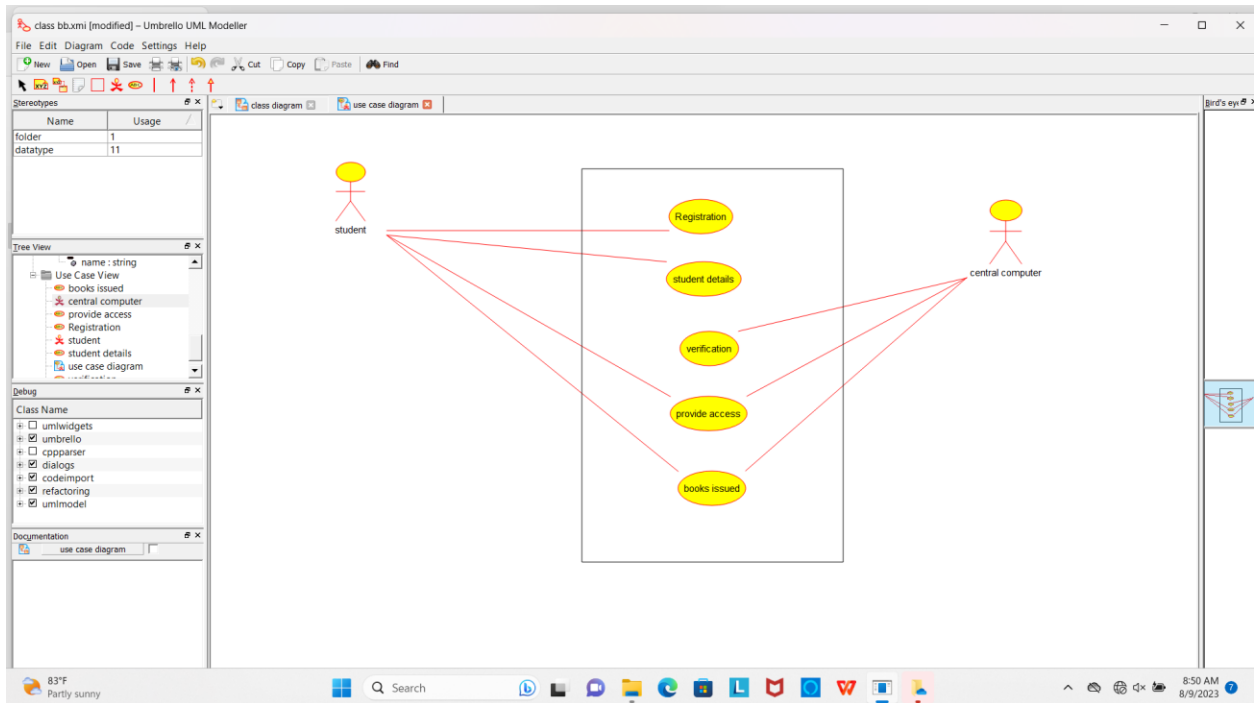 class bb.xmi [modified] – Umbrello UML Modeller
File Edit Diagram Code Settings Help
New Open Save Cut Copy Paste Find
Stereotypes
class diagram
use case diagram
Bird's eye
Name Usage
folder 1
datatype 11
Tree View
name : string
Use Case View
books issued
central computer
provide access
Registration
student
student details
use case diagram
Debug
Class Name
umlwidgets
umbrello
cppparser
dialogs
codeimport
refactoring
umlmodel
Documentation
use case diagram
student
Registration
student details
verification
provide access
books issued
central computer
83°F
Partly sunny
Search
8:50 AM
8/9/2023
7